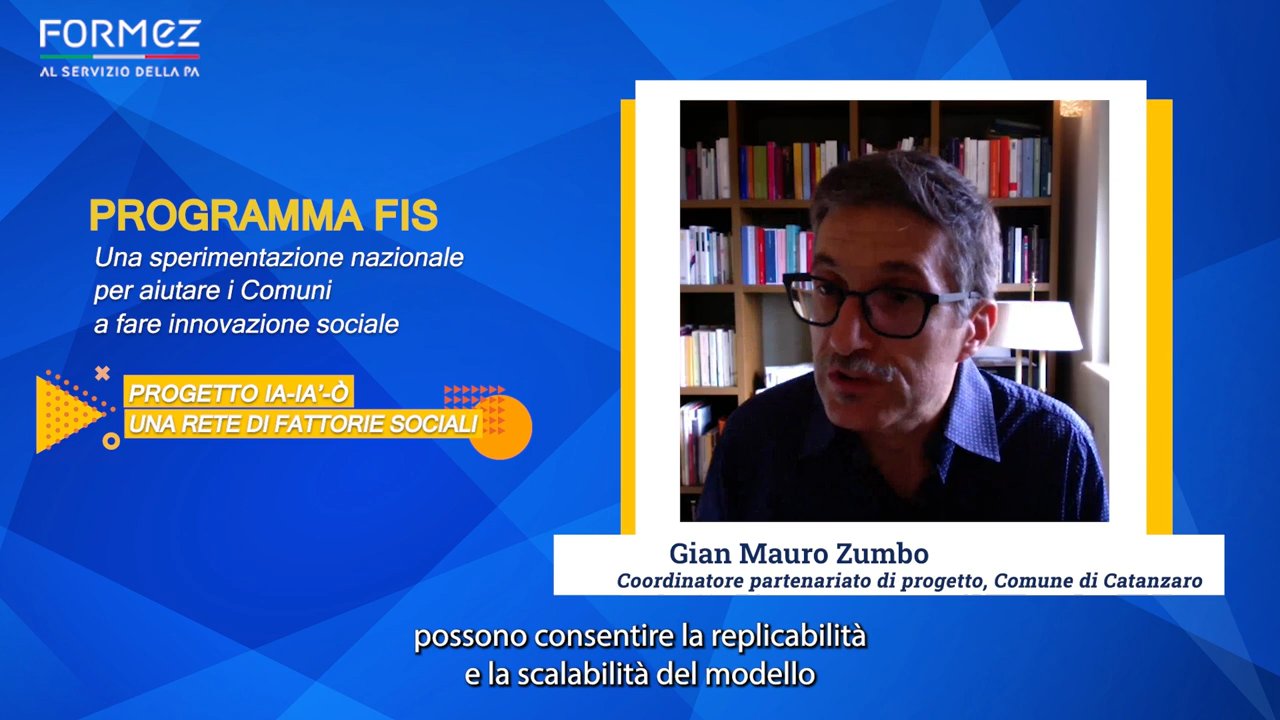 FORMEZ
AL SERVIZIO DELLA PA
PROGRAMMA FIS
Una sperimentazione nazionale
per aiutare i Comuni
a fare innovazione sociale
PROGETTO IA-IA'-Ò
UNA RETE DI FATTORIE SOCIALI
Gian Mauro Zumbo
Coordinatore partenariato di progetto, Comune di Catanzaro
possono consentire la replicabilità
e la scalabilità del modello